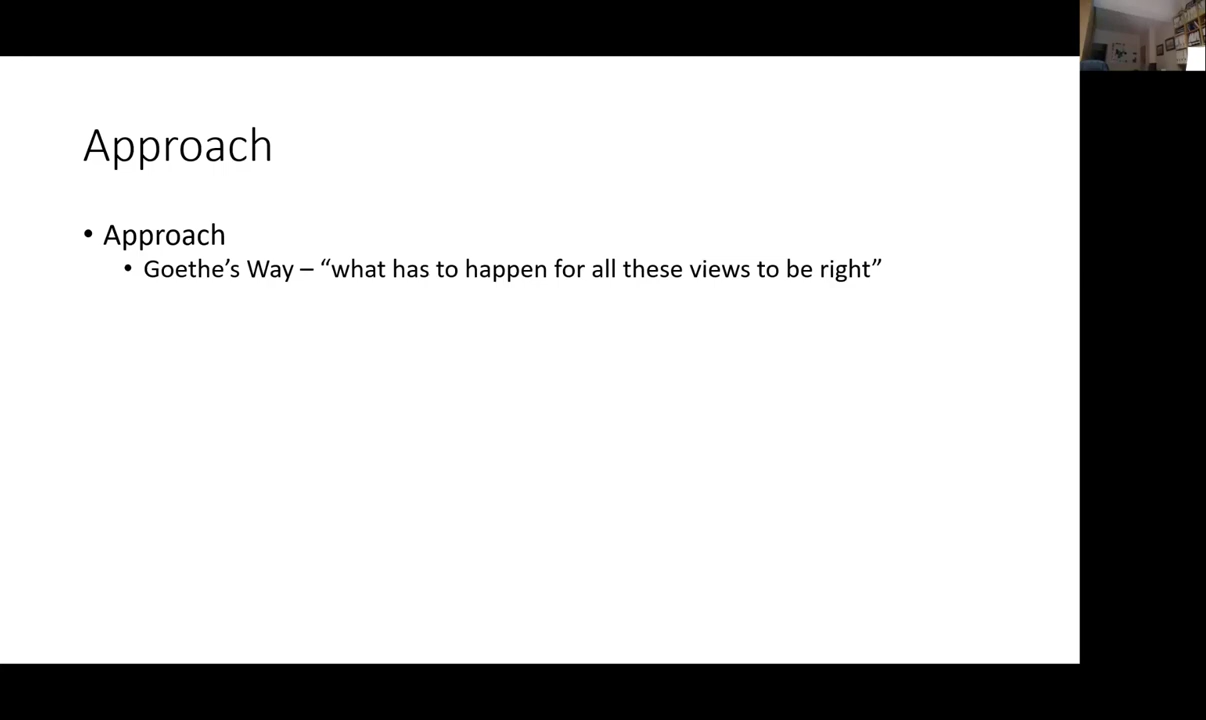 Approach
• Approach
• Goethe’s Way – “what has to happen for all these views to be right”